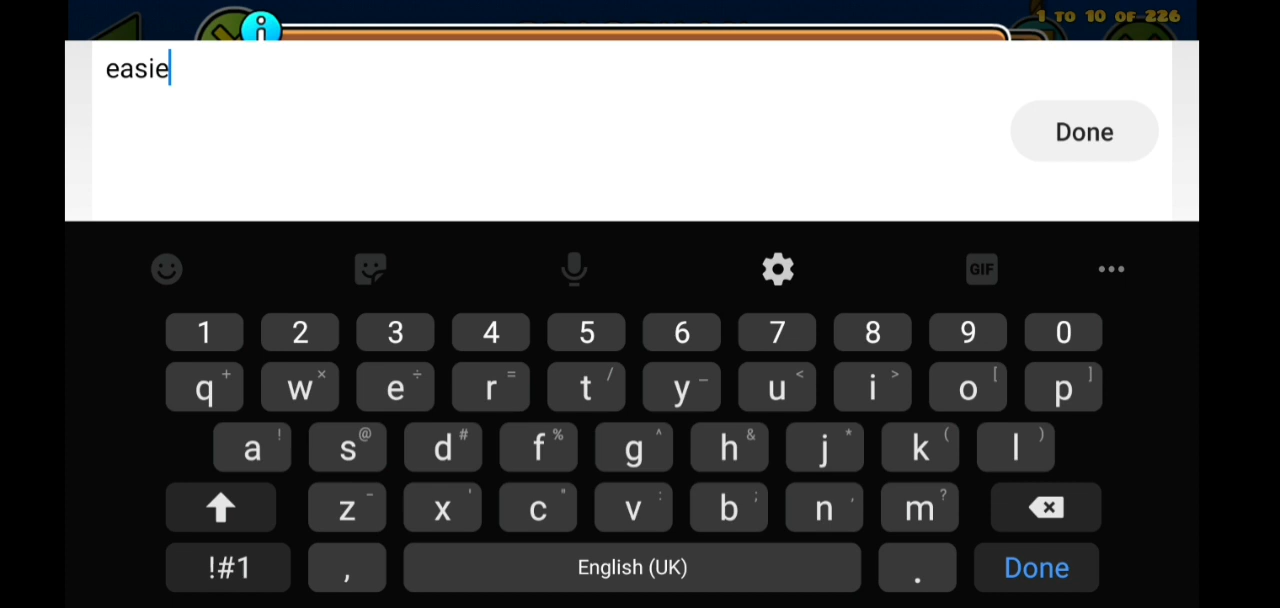 1 TO 10 OF 226
easie
Done
GIF
1 2 3 4 5 6 7 8 9 0
q + w × e ÷ r = t / y _ u < i > o [ p ]
a ! s @ d # f % g ^ h & j * k ( l )
z - x ' c " v : b ; n , m ?
!#1 , English (UK) . Done